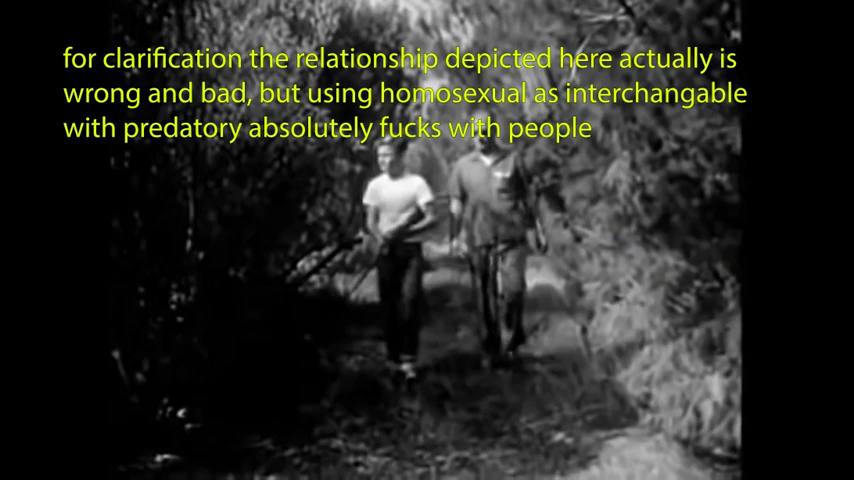 for clarification the relationship depicted here actually is
wrong and bad, but using homosexual as interchangable
with predatory absolutely fucks with people